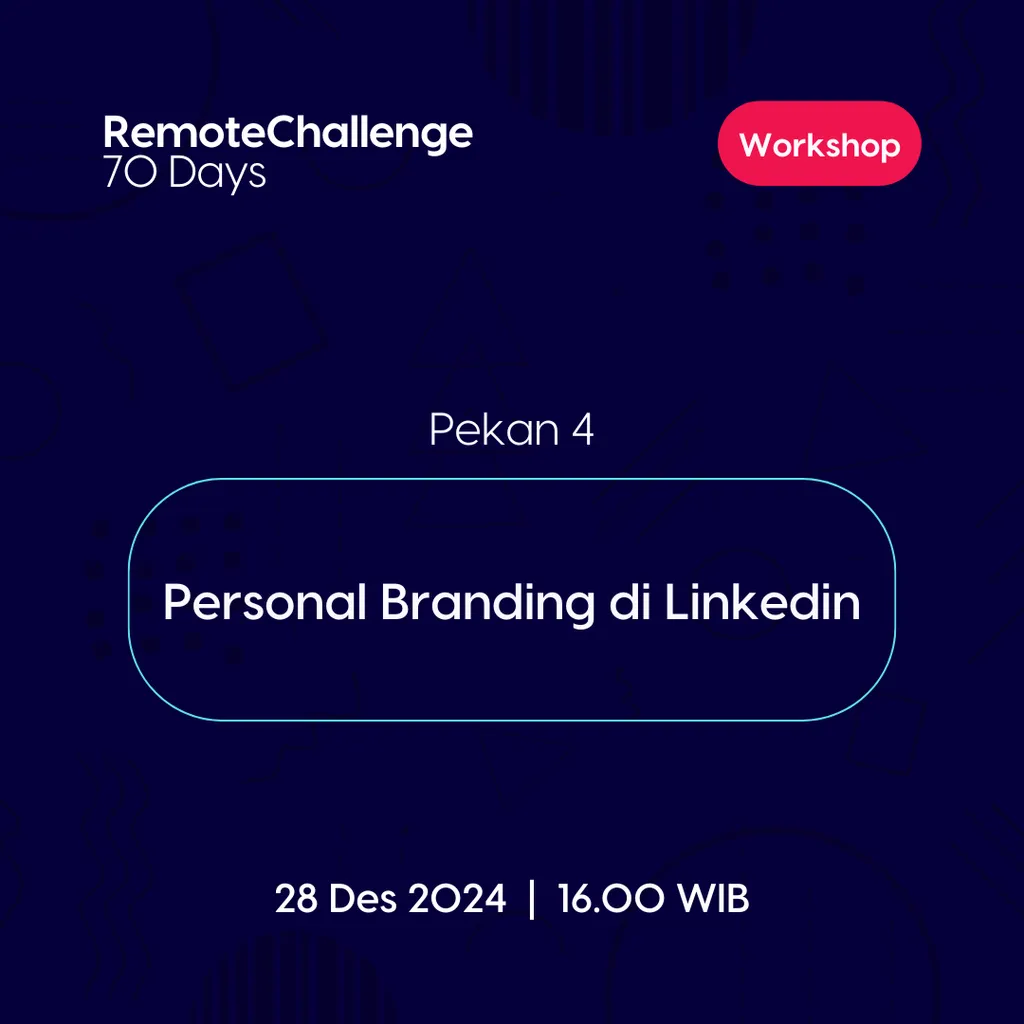 RemoteChallenge
70 Days
Workshop
Pekan 4
Personal Branding di Linkedin
28 Des 2024 | 16.00 WIB